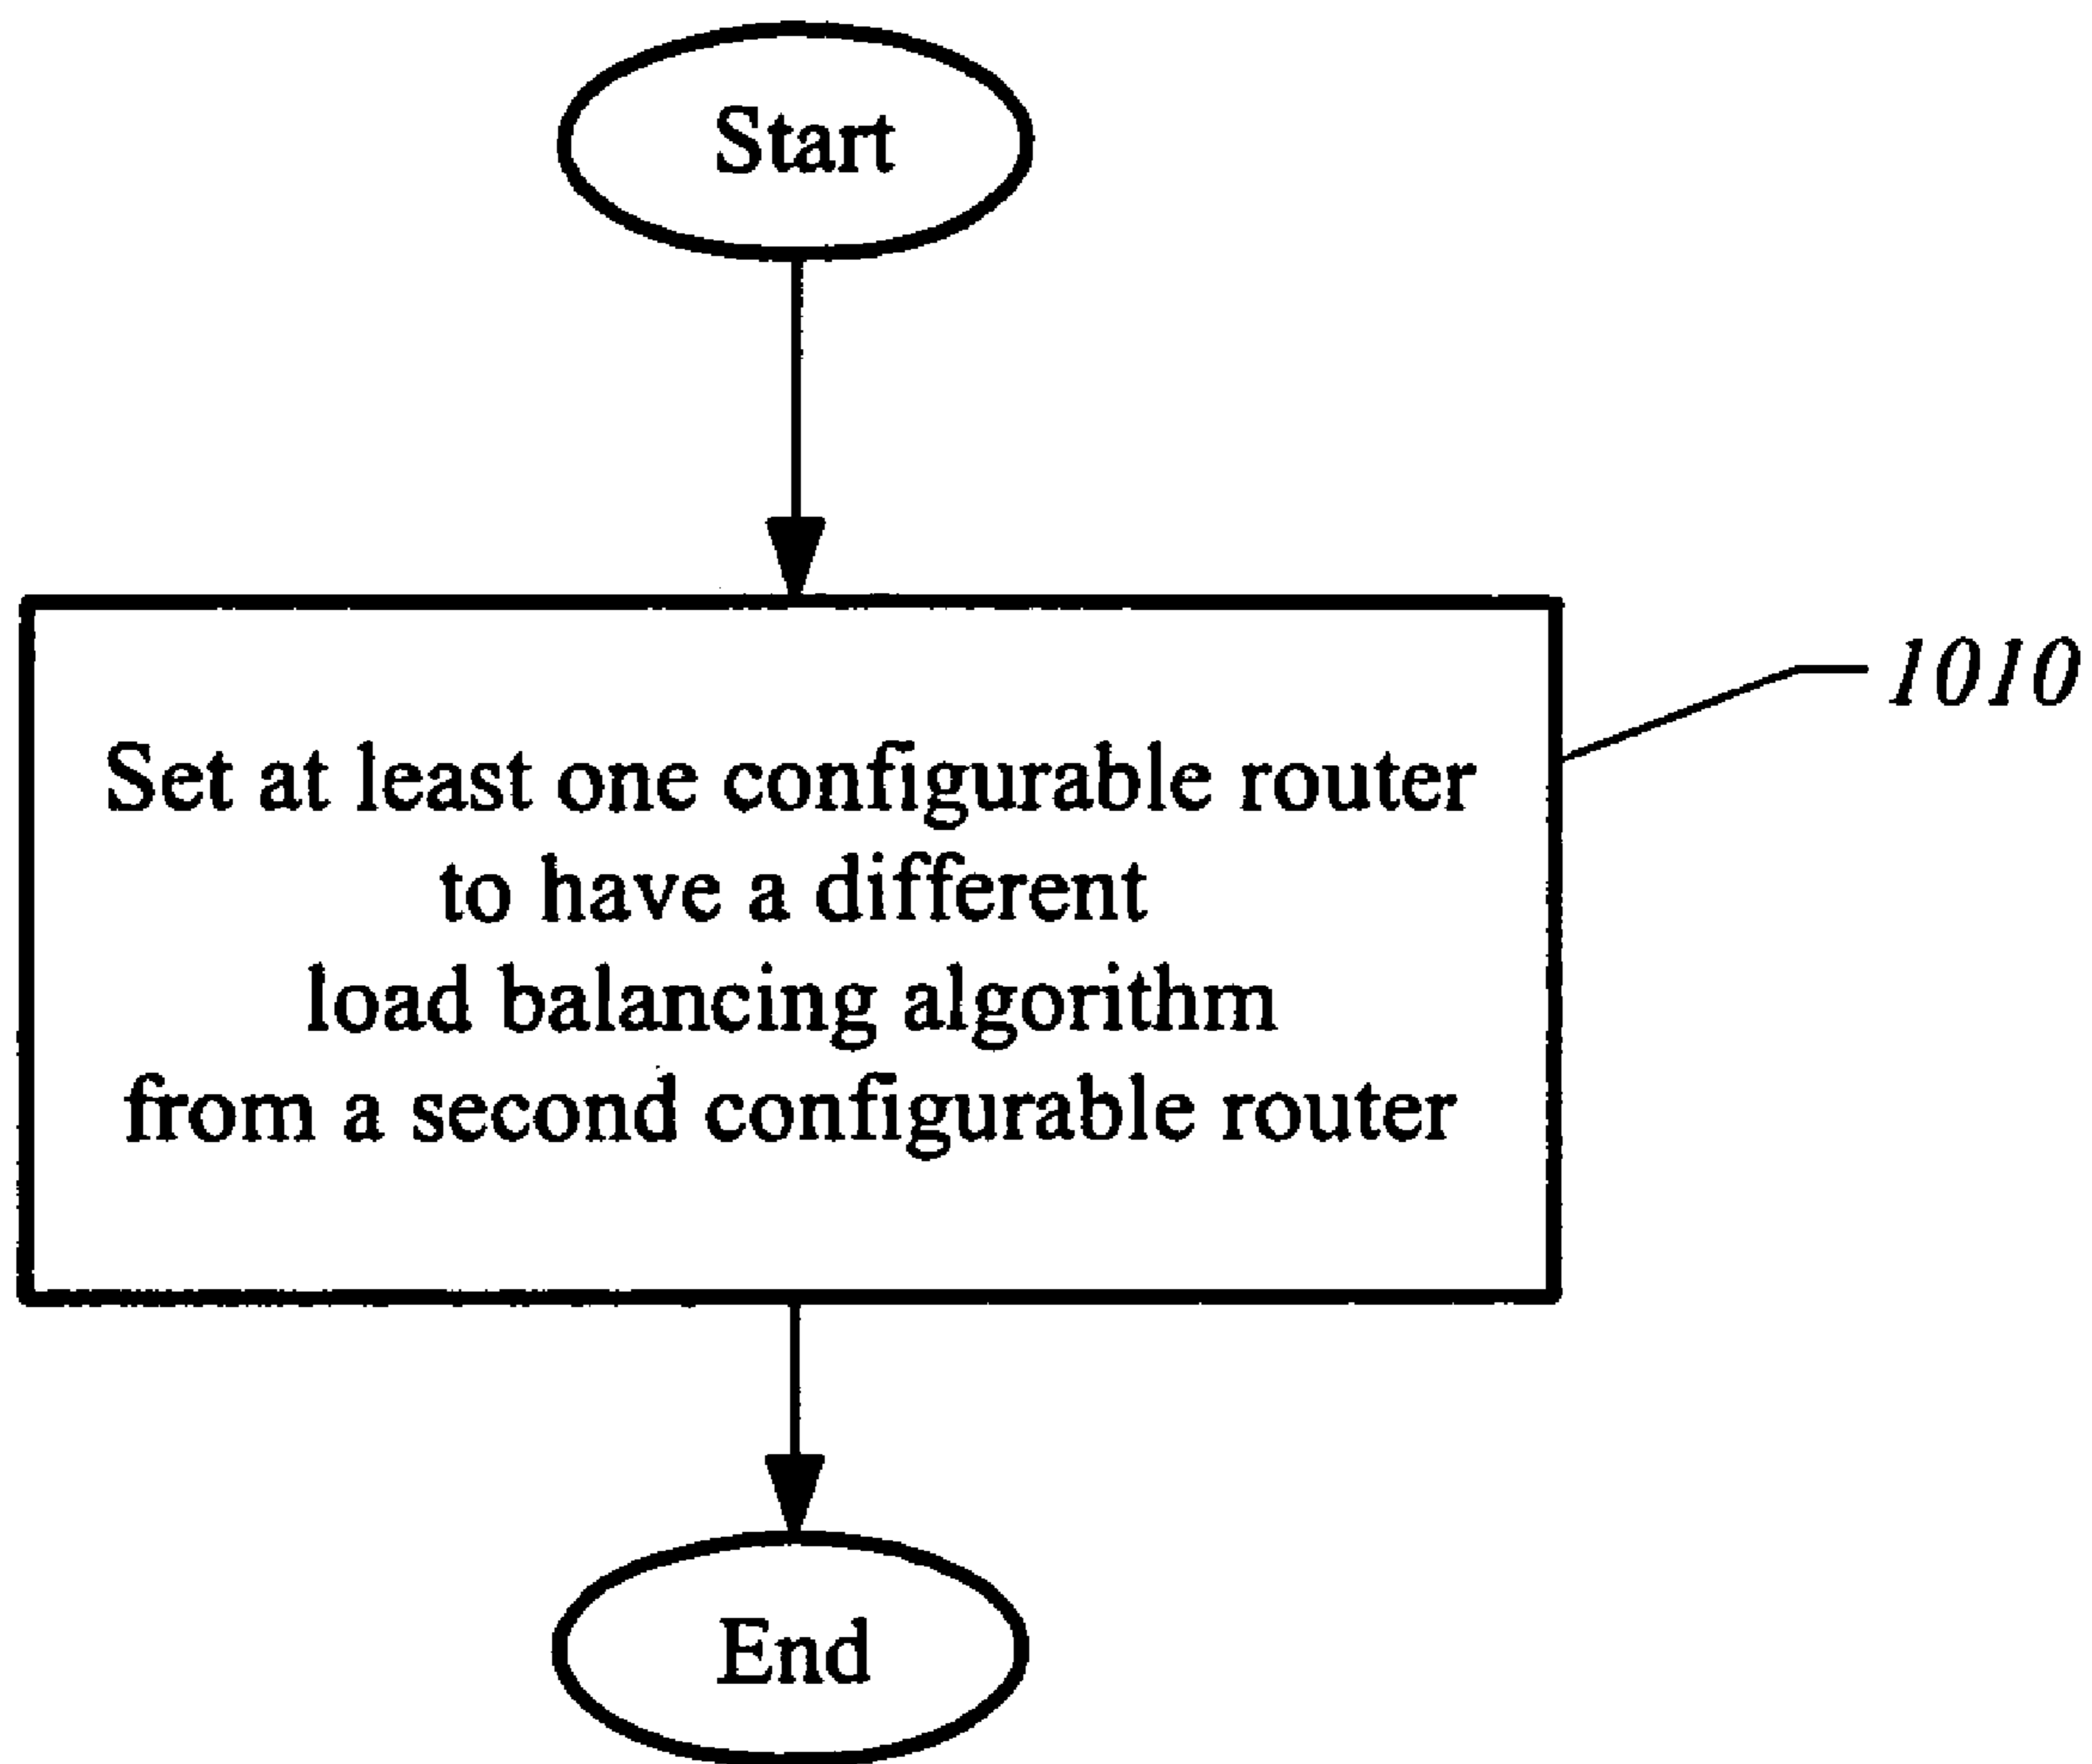 Start
1010
Set at least one configurable router
to have a different
load balancing algorithm
from a second configurable router
End